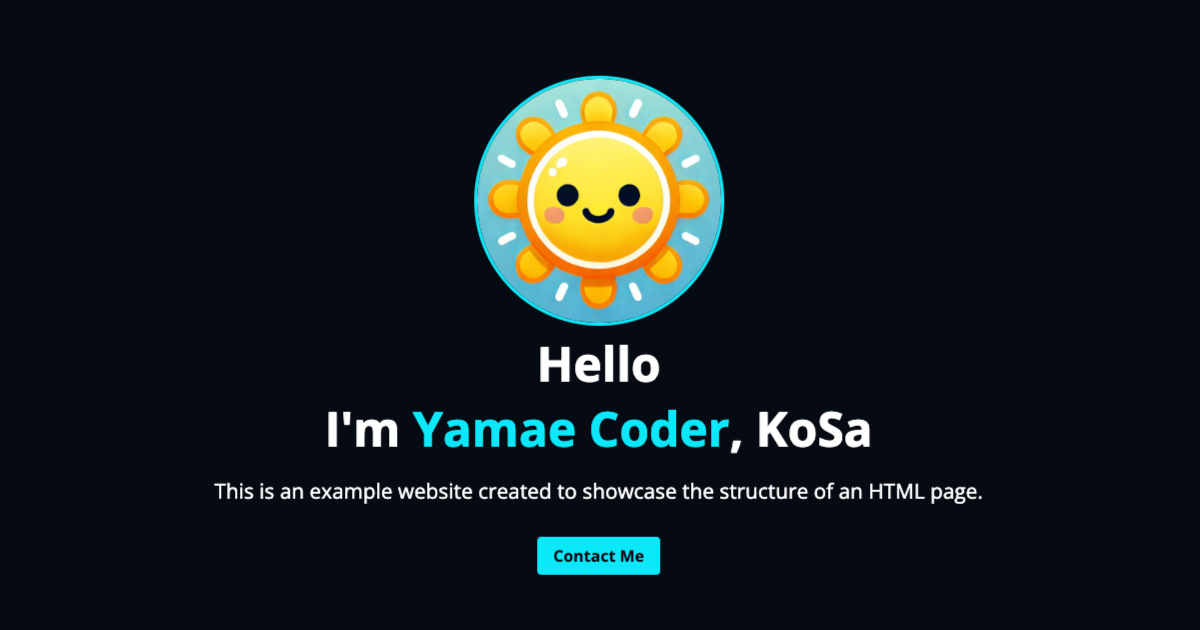 Hello
I'm Yamae Coder, KoSa
This is an example website created to showcase the structure of an HTML page.
Contact Me